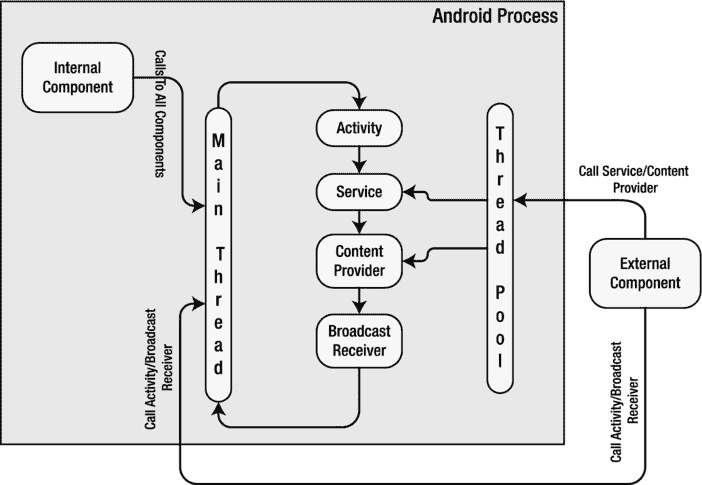 Android Process
Internal
Component
Calls To All Components
Main Thread
Activity
Service
Content
Provider
Broadcast
Receiver
Thread Pool
Call Service/Content
Provider
External
Component
Call Activity/Broadcast
Receiver
Call Activity/Broadcast
Receiver